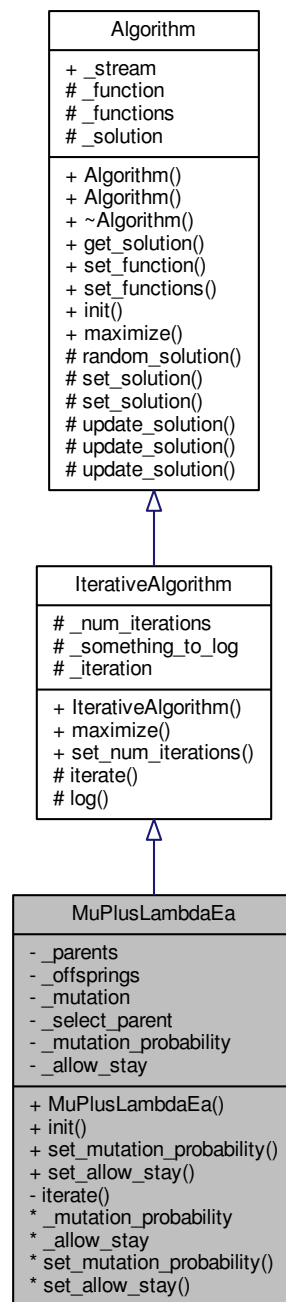 Algorithm
+ _stream
# _function
# _functions
# _solution
+ Algorithm()
+ Algorithm()
+ ~Algorithm()
+ get_solution()
+ set_function()
+ set_functions()
+ init()
+ maximize()
# random_solution()
# set_solution()
# set_solution()
# update_solution()
# update_solution()
# update_solution()
IterativeAlgorithm
# _num_iterations
# _something_to_log
# _iteration
+ IterativeAlgorithm()
+ maximize()
+ set_num_iterations()
# iterate()
# log()
MuPlusLambdaEa
- _parents
- _offsprings
- _mutation
- _select_parent
- _mutation_probability
- _allow_stay
+ MuPlusLambdaEa()
+ init()
+ set_mutation_probability()
+ set_allow_stay()
- iterate()
* _mutation_probability
* _allow_stay
* set_mutation_probability()
* set_allow_stay()